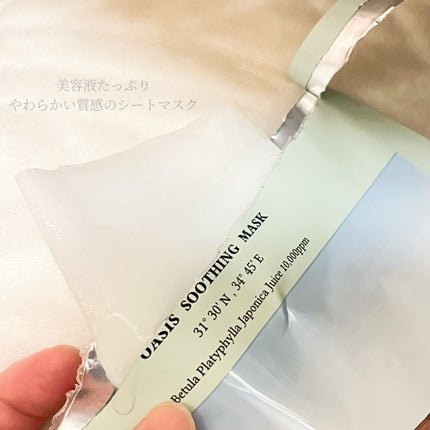 美容液たっぷり
やわらかい質感のシートマスク
OASIS SOOTHING MASK
31° 30' N , 34° 45' E
Betula Platyphylla Japonica Juice 10,000ppm